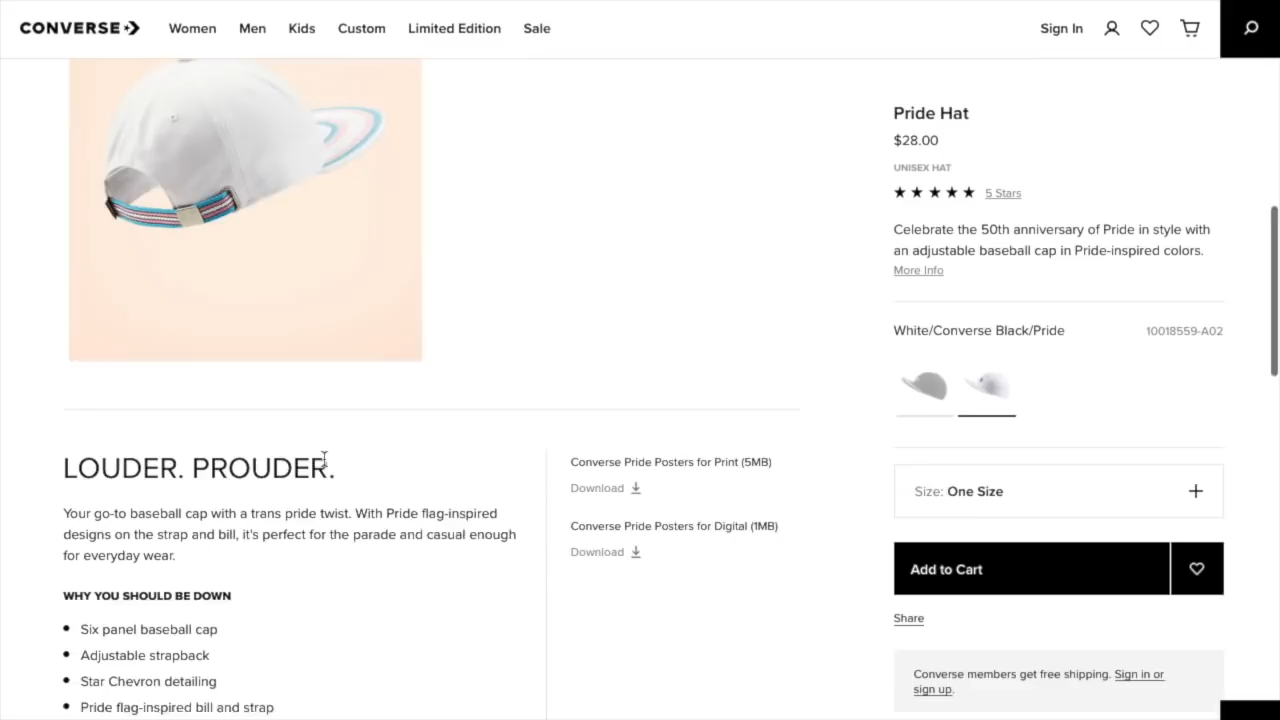 CONVERSE
Women Men Kids Custom Limited Edition Sale
Sign In
Pride Hat
$28.00
UNISEX HAT
5 Stars
Celebrate the 50th anniversary of Pride in style with
an adjustable baseball cap in Pride-inspired colors.
More Info
White/Converse Black/Pride 10018559-A02
Size: One Size
Add to Cart
Share
Converse members get free shipping. Sign in or
sign up.
LOUDER. PROUDER.
Your go-to baseball cap with a trans pride twist. With Pride flag-inspired
designs on the strap and bill, it's perfect for the parade and casual enough
for everyday wear.
WHY YOU SHOULD BE DOWN
Six panel baseball cap
Adjustable strapback
Star Chevron detailing
Pride flag-inspired bill and strap
Converse Pride Posters for Print (5MB)
Download
Converse Pride Posters for Digital (1MB)
Download